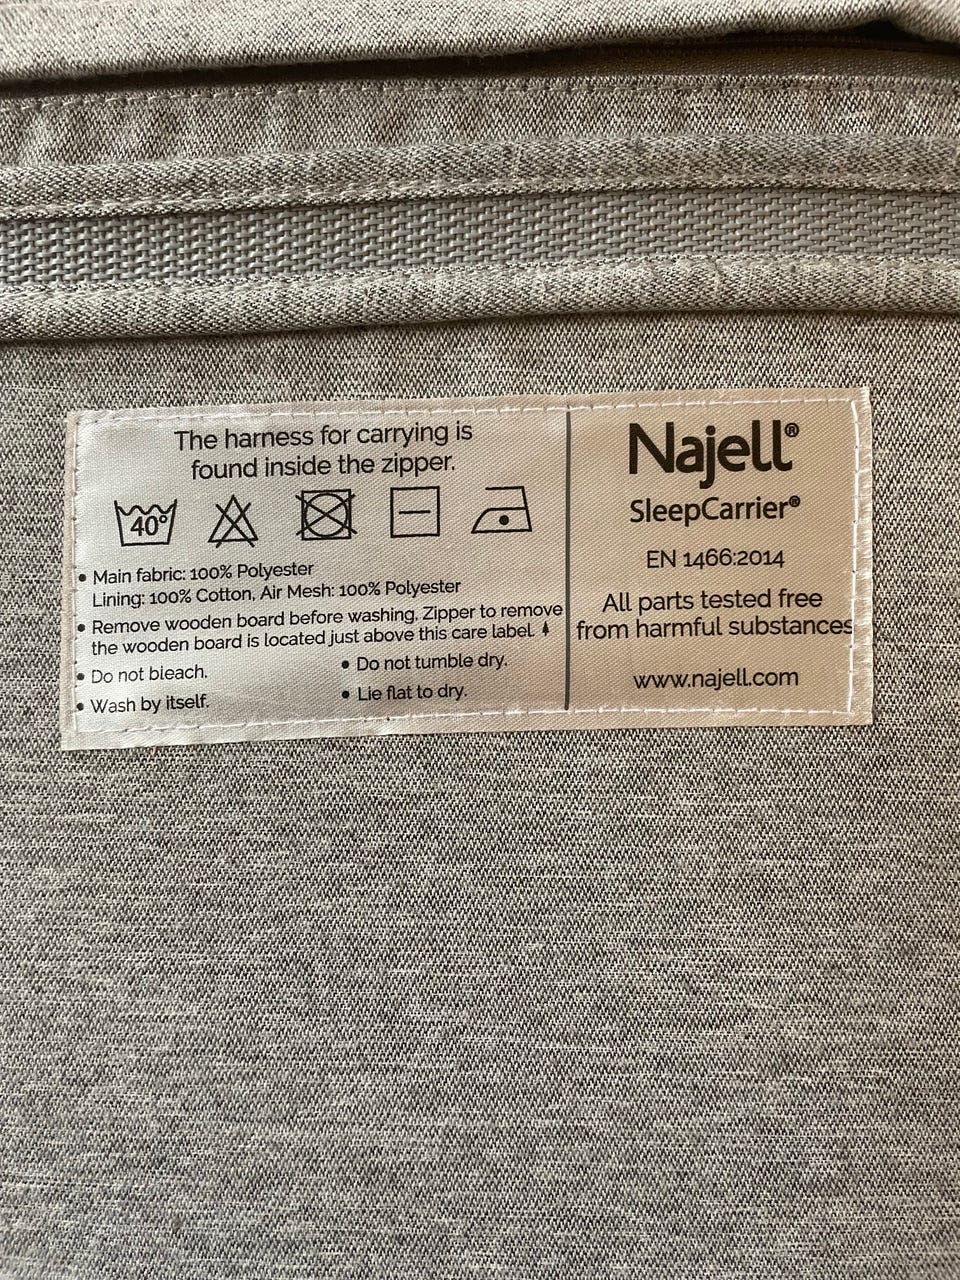 The harness for carrying is
found inside the zipper.
40°
• Main fabric: 100% Polyester
Lining: 100% Cotton, Air Mesh: 100% Polyester
• Remove wooden board before washing. Zipper to remove
the wooden board is located just above this care label.
• Do not bleach.
• Do not tumble dry.
• Wash by itself.
• Lie flat to dry.
Najell®
SleepCarrier®
EN 1466:2014
All parts tested free
from harmful substances
www.najell.com